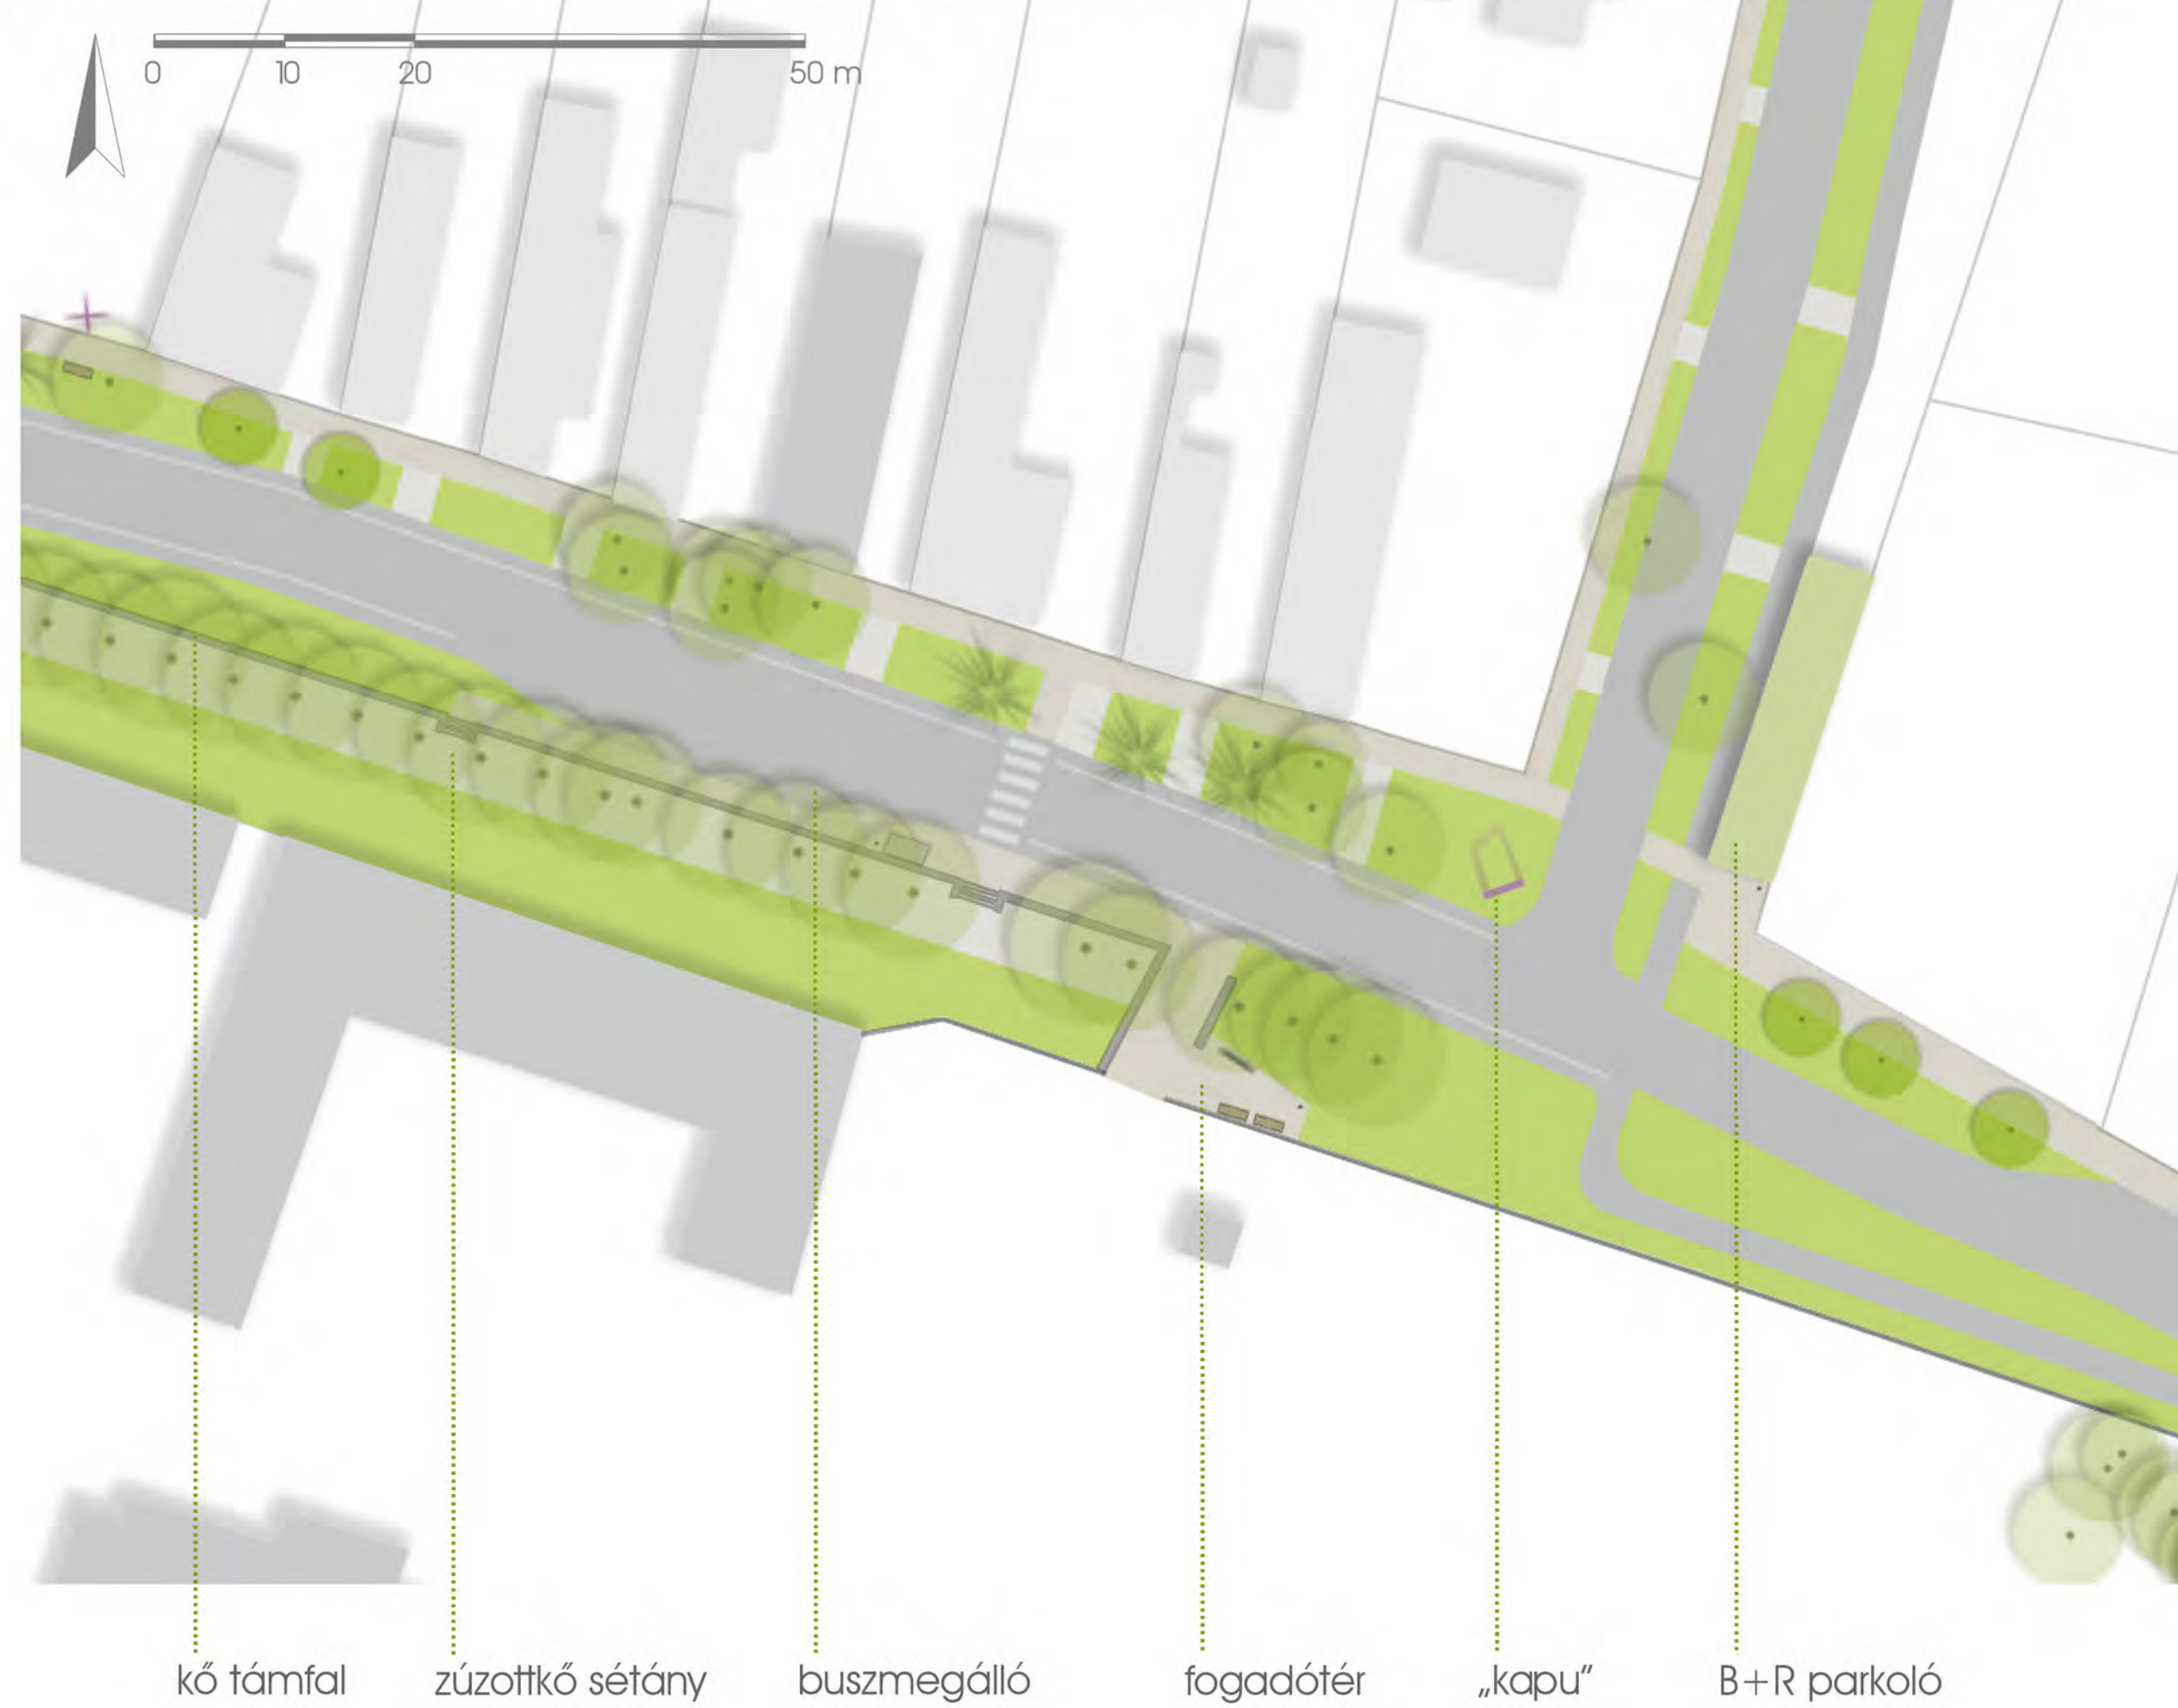 0 10 20 50 m
kő támfal zúzottkő sétány buszmegálló fogadótér „kapu” B+R parkoló